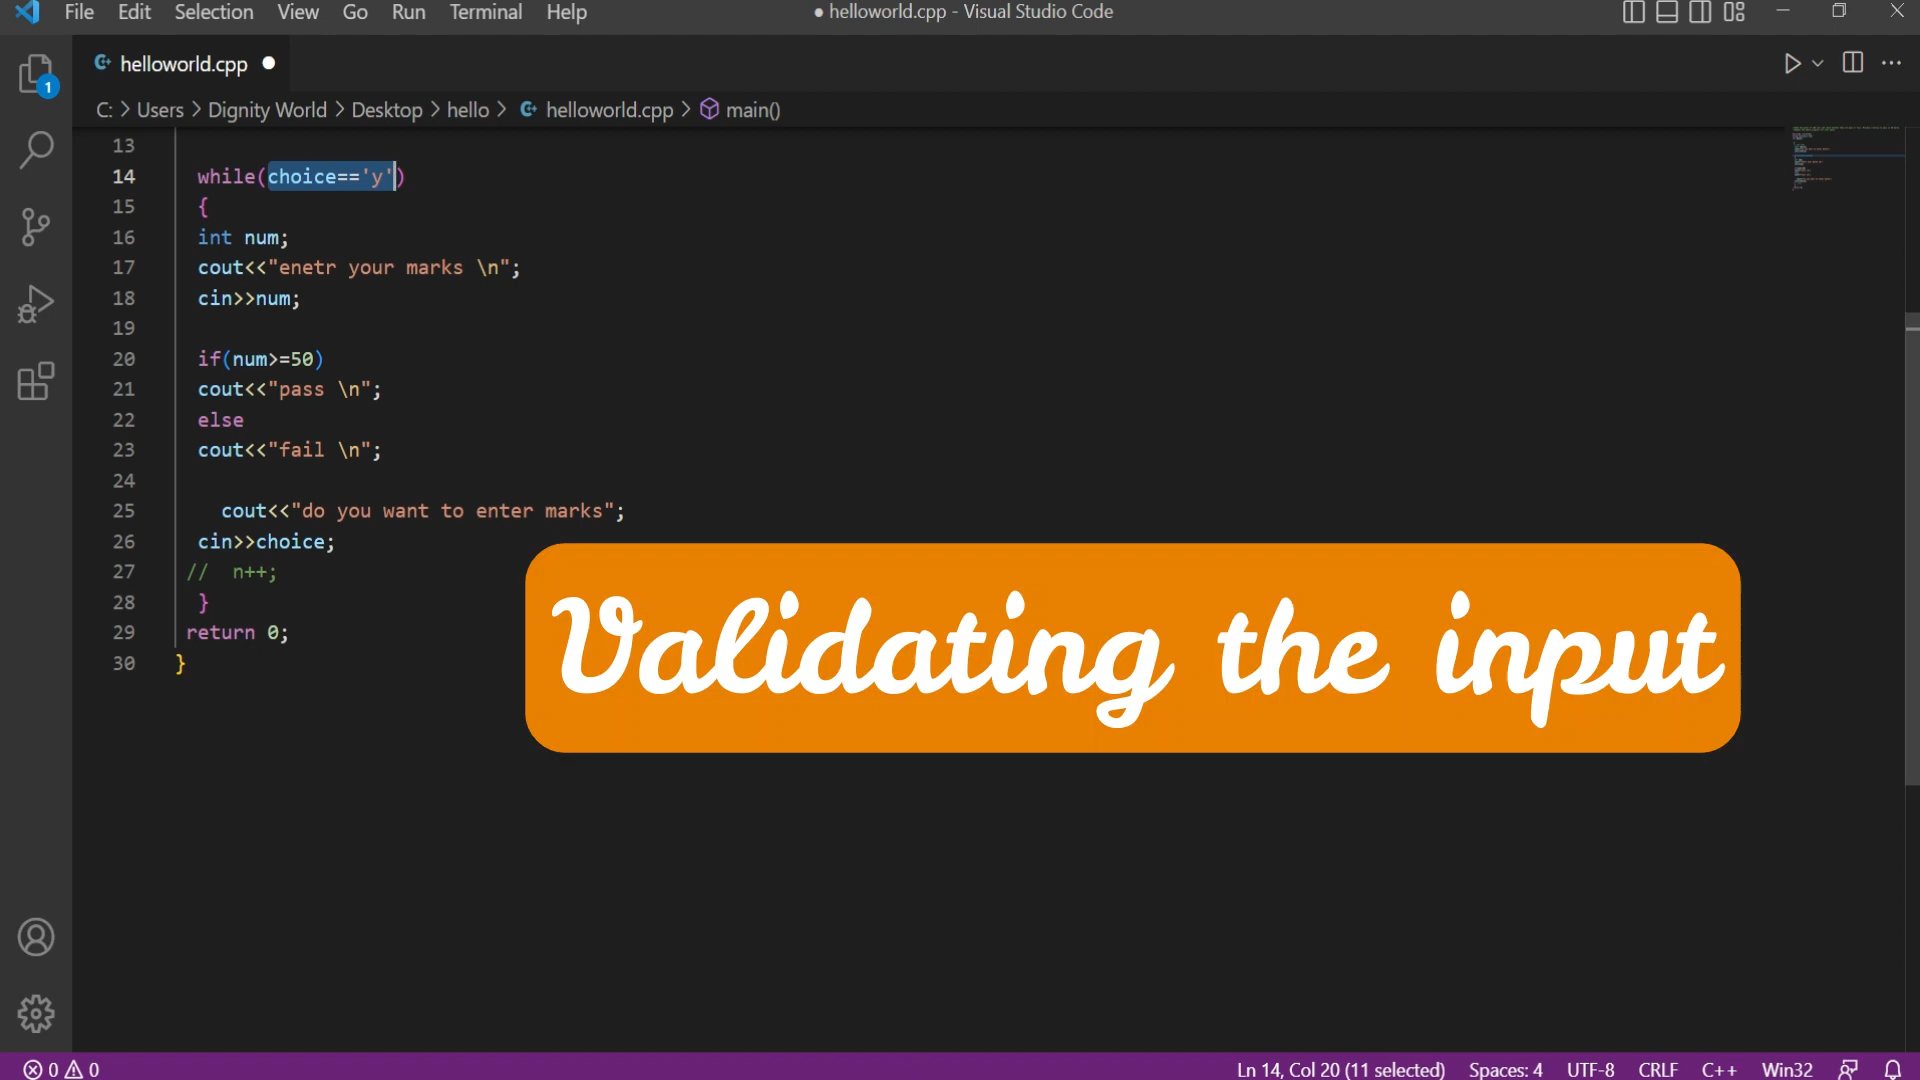 File Edit Selection View Go Run Terminal Help ● helloworld.cpp - Visual Studio Code
helloworld.cpp ●
1
C: > Users > Dignity World > Desktop > hello > helloworld.cpp > main()
13
14 while(choice=='y')
15 {
16 int num;
17 cout<<"enetr your marks \n";
18 cin>>num;
19
20 if(num>=50)
21 cout<<"pass \n";
22 else
23 cout<<"fail \n";
24
25 cout<<"do you want to enter marks";
26 cin>>choice;
27 // n++;
28 }
29 return 0;
30 }
Validating the input
0 0 Ln 14, Col 20 (11 selected) Spaces: 4 UTF-8 CRLF C++ Win32